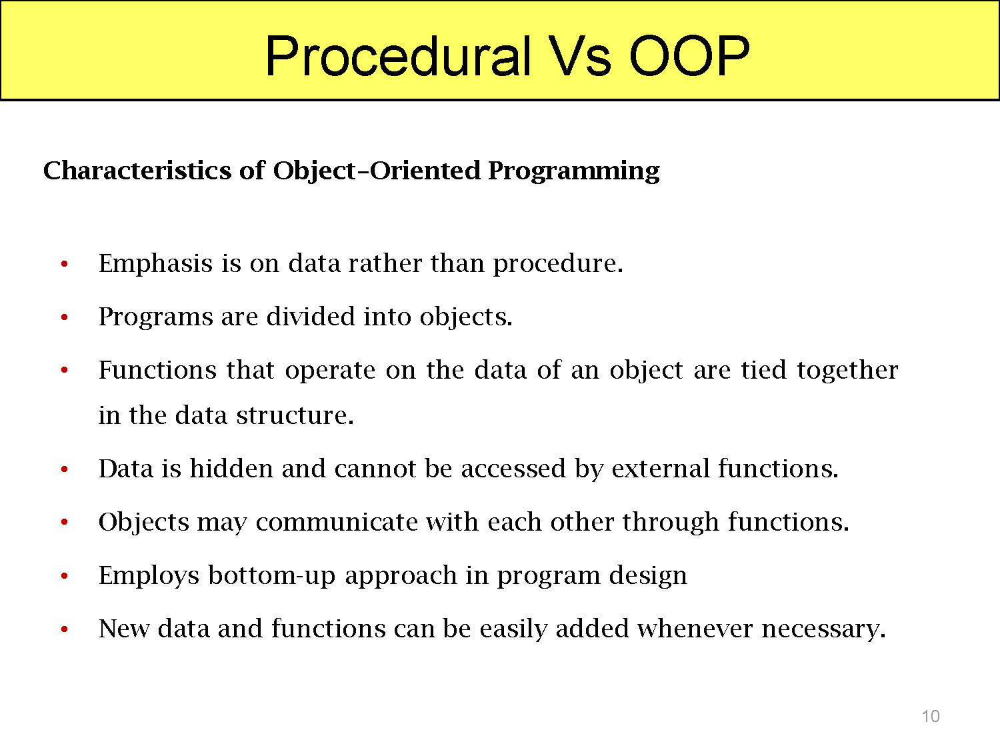 Procedural Vs OOP
Characteristics of Object–Oriented Programming
• Emphasis is on data rather than procedure.
• Programs are divided into objects.
• Functions that operate on the data of an object are tied together
in the data structure.
• Data is hidden and cannot be accessed by external functions.
• Objects may communicate with each other through functions.
• Employs bottom-up approach in program design
• New data and functions can be easily added whenever necessary.
10